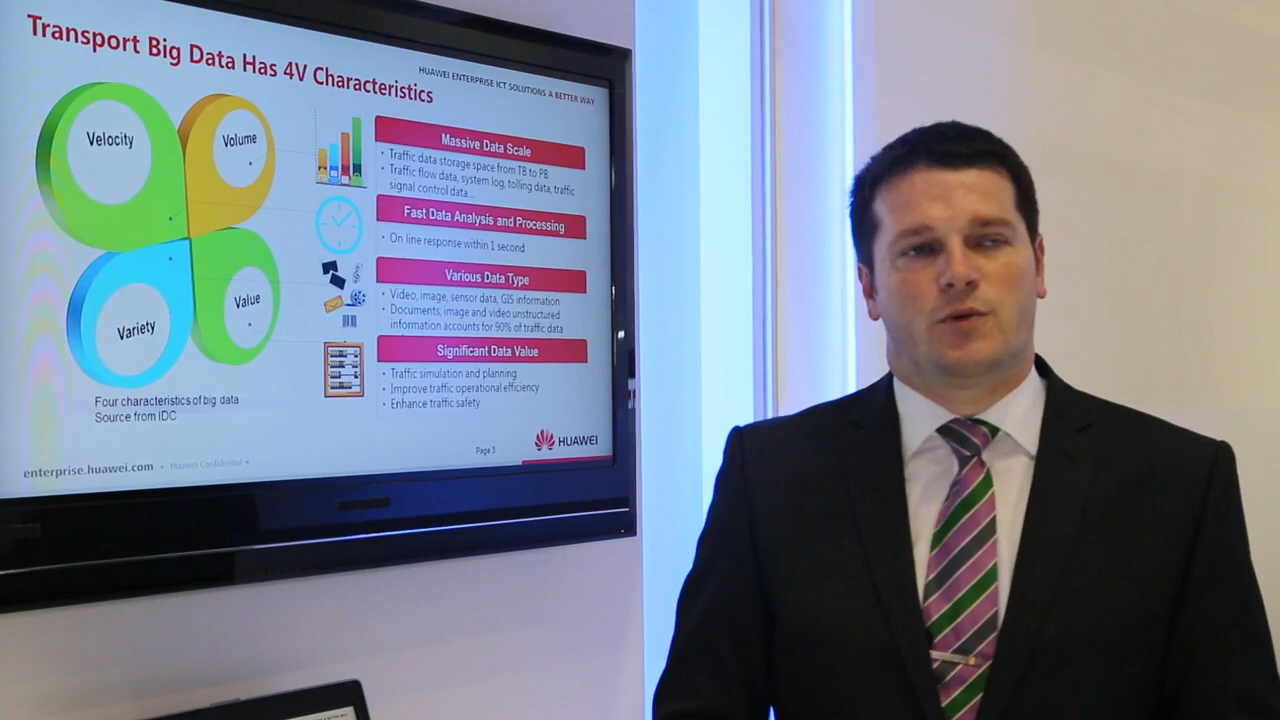 Transport Big Data Has 4V Characteristics
HUAWEI ENTERPRISE ICT SOLUTIONS A BETTER WAY
Velocity
Volume
Variety
Value
Four characteristics of big data
Source from IDC
Massive Data Scale
• Traffic data storage space from TB to PB
• Traffic flow data, system log, tolling data, traffic
signal control data...
Fast Data Analysis and Processing
• On line response within 1 second
Various Data Type
• Video, image, sensor data, GIS information
• Documents, image and video unstructured
information accounts for 90% of traffic data
Significant Data Value
• Traffic simulation and planning
• Improve traffic operational efficiency
• Enhance traffic safety
enterprise.huawei.com • Huawei Confidential •
Page 3
HUAWEI